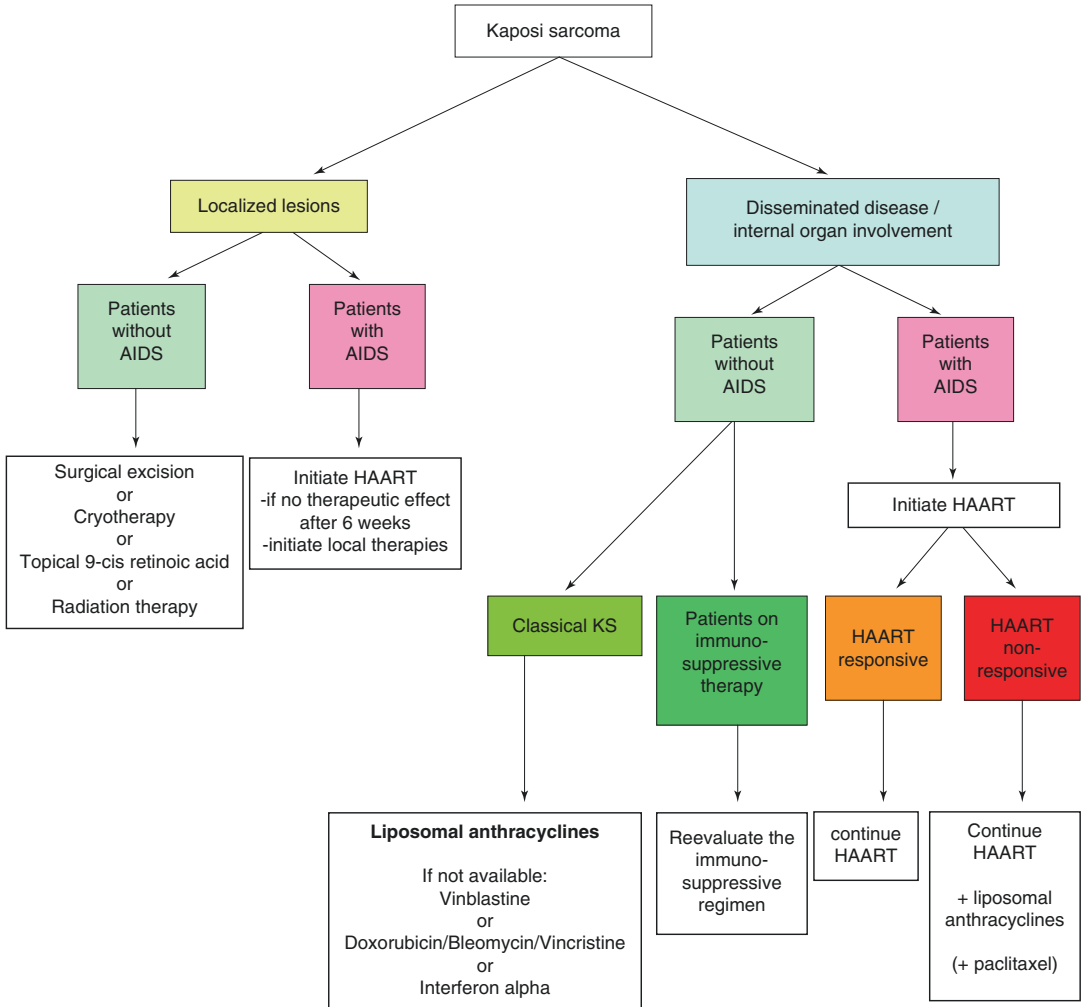 Kaposi sarcoma
Localized lesions
Disseminated disease /
internal organ involvement
Patients
without
AIDS
Patients
with
AIDS
Patients
without
AIDS
Patients
with
AIDS
Surgical excision
or
Cryotherapy
or
Topical 9-cis retinoic acid
or
Radiation therapy
Initiate HAART
-if no therapeutic effect
after 6 weeks
-initiate local therapies
Initiate HAART
Classical KS
Patients on
immuno-
suppressive
therapy
HAART
responsive
HAART
non-
responsive
Liposomal anthracyclines
If not available:
Vinblastine
or
Doxorubicin/Bleomycin/Vincristine
or
Interferon alpha
Reevaluate the
immuno-
suppressive
regimen
continue
HAART
Continue
HAART
+ liposomal
anthracyclines
(+ paclitaxel)